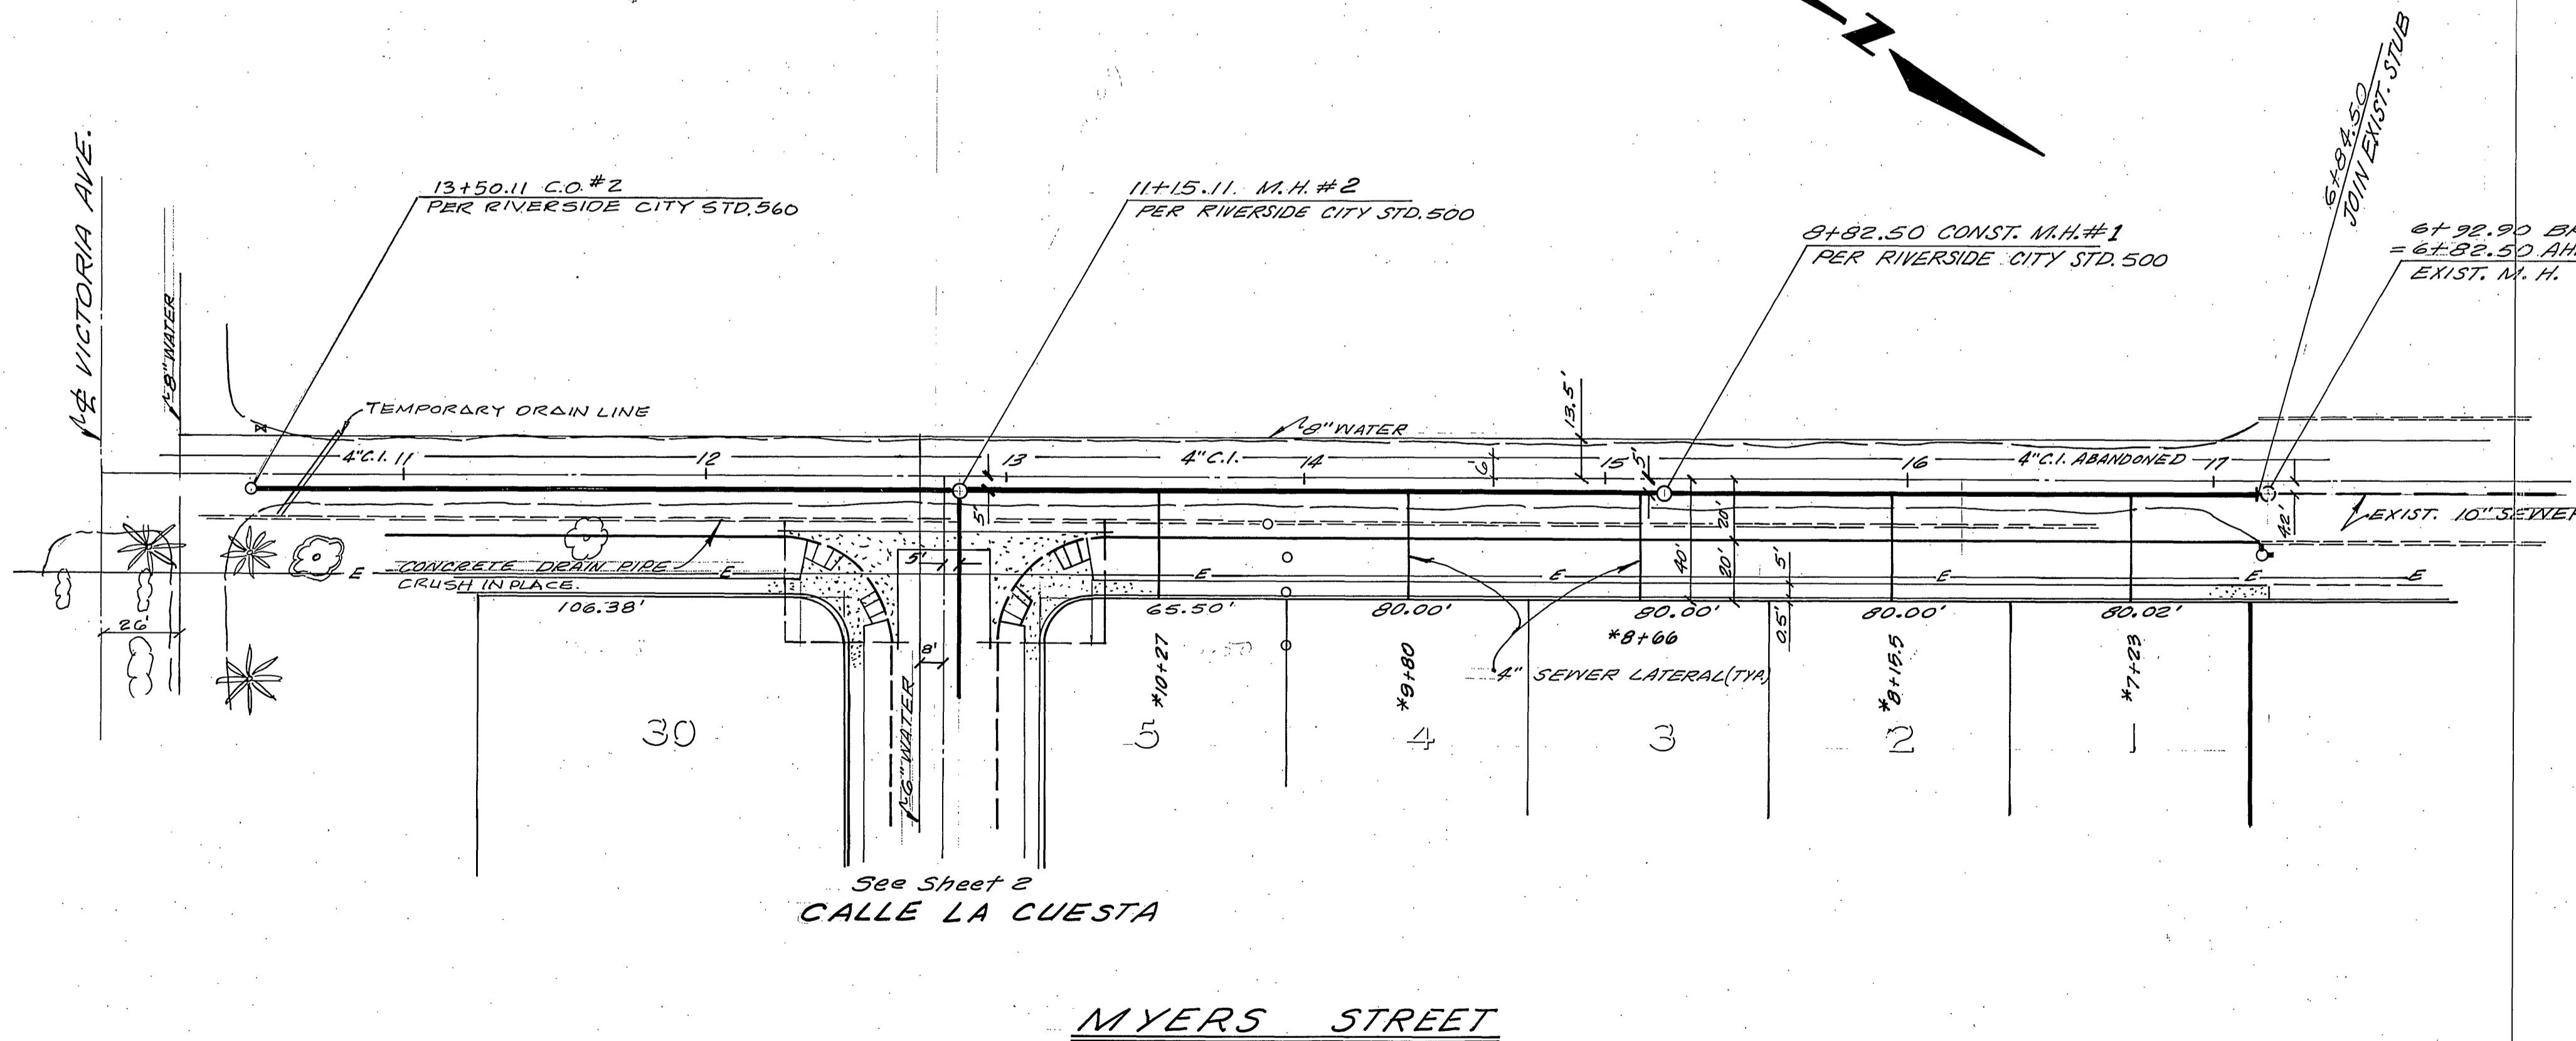 N
6+84.50
JOIN EXIST. STUB
℄ VICTORIA AVE.
8" WATER
13+50.11 C.O. #2
PER RIVERSIDE CITY STD. 560
11+15.11. M.H. #2
PER RIVERSIDE CITY STD. 500
8+82.50 CONST. M.H. #1
PER RIVERSIDE CITY STD. 500
6+92.90
= 6+82.50
EXIST. M. H.
TEMPORARY DRAIN LINE
8" WATER
13.5'
4" C.I. 11
12
13
4" C.I.
14
6'
15
5'
16
4" C.I. ABANDONED
17
5'
4.2'
EXIST. 10" SEWER
CONCRETE DRAIN PIPE
CRUSH IN PLACE.
E
E
E
E
E
E
E
5'
40'
20'
20'
5'
0.5'
26'
8'
106.38'
65.50'
80.00'
80.00'
80.00'
80.02'
*10+27
*9+80
*8+66
*8+15.5
*7+23
4" SEWER LATERAL (TYP.)
6" WATER
30
5
4
3
2
1
See Sheet 2
CALLE LA CUESTA
MYERS STREET